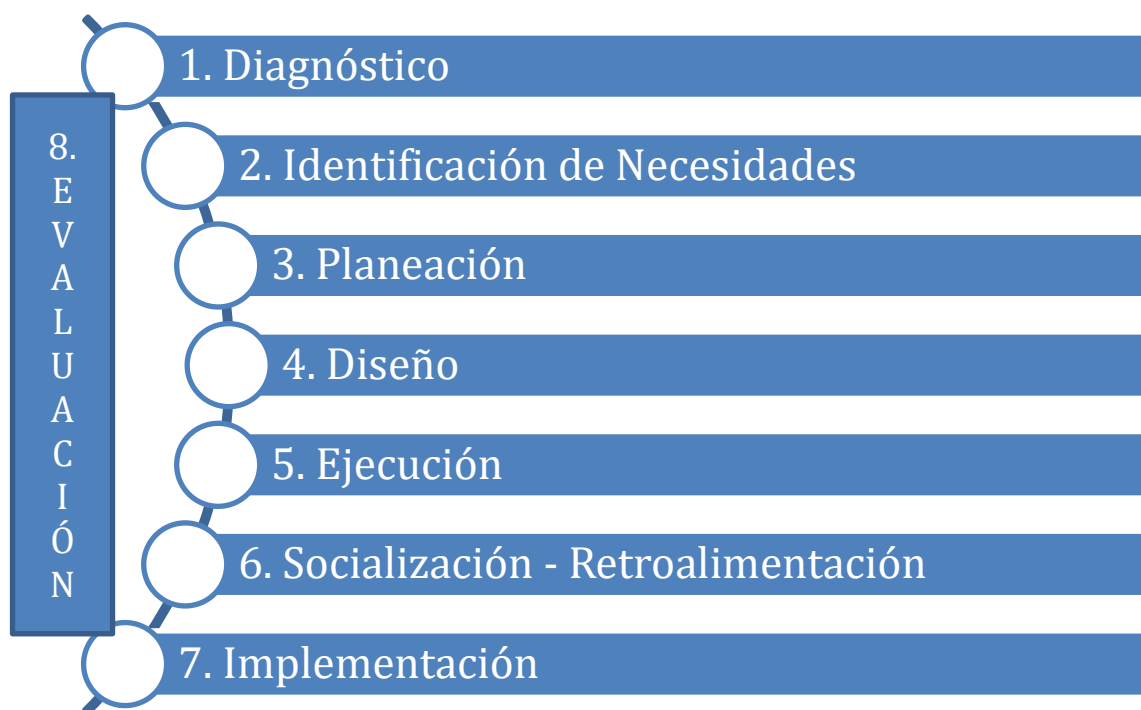 1. Diagnóstico
2. Identificación de Necesidades
3. Planeación
4. Diseño
5. Ejecución
6. Socialización - Retroalimentación
7. Implementación
8.
E
V
A
L
U
A
C
I
Ó
N